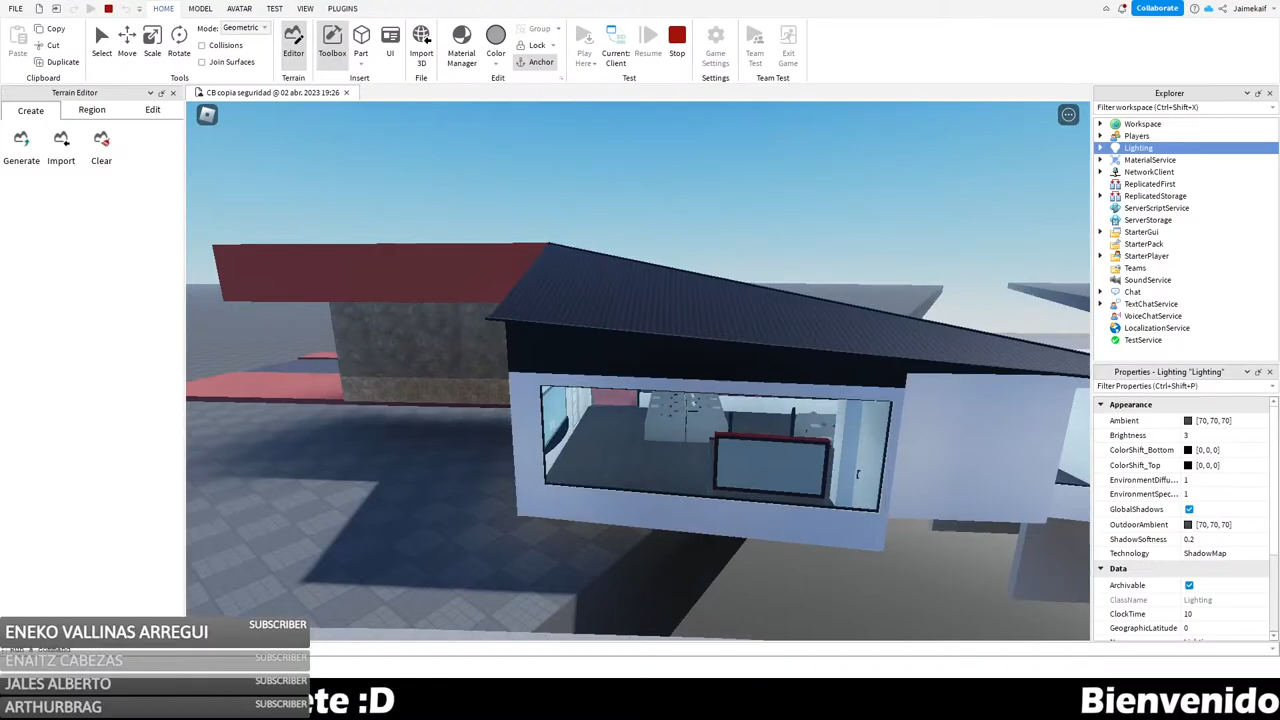 FILE HOME MODEL AVATAR TEST VIEW PLUGINS Collaborate Jaimekaif
Copy Cut Duplicate Paste Clipboard
Select Move Scale Rotate Mode: Geometric Collisions Join Surfaces Tools
Editor Terrain
Toolbox Part UI Insert
Import 3D File
Material Manager Color Group Lock Anchor Edit
Play Here Current: Client Resume Stop Test
Game Settings Settings
Team Test Exit Game Team Test
Terrain Editor
CB copia seguridad @ 02 abr. 2023 19:26
Create Region Edit
Generate Import Clear
Explorer
Filter workspace (Ctrl+Shift+X)
Workspace
Players
Lighting
MaterialService
NetworkClient
ReplicatedFirst
ReplicatedStorage
ServerScriptService
ServerStorage
StarterGui
StarterPack
StarterPlayer
Teams
SoundService
Chat
TextChatService
VoiceChatService
LocalizationService
TestService
Properties - Lighting "Lighting"
Filter Properties (Ctrl+Shift+P)
Appearance
Ambient [70, 70, 70]
Brightness 3
ColorShift_Bottom [0, 0, 0]
ColorShift_Top [0, 0, 0]
EnvironmentDiffu... 1
EnvironmentSpec... 1
GlobalShadows
OutdoorAmbient [70, 70, 70]
ShadowSoftness 0.2
Technology ShadowMap
Data
Archivable
ClassName Lighting
ClockTime 10
GeographicLatitude 0
ENEKO VALLINAS ARREGUI SUBSCRIBER
ENAITZ CABEZAS SUBSCRIBER
JALES ALBERTO SUBSCRIBER
ARTHURBRAG SUBSCRIBER
ete :D
Bienvenido